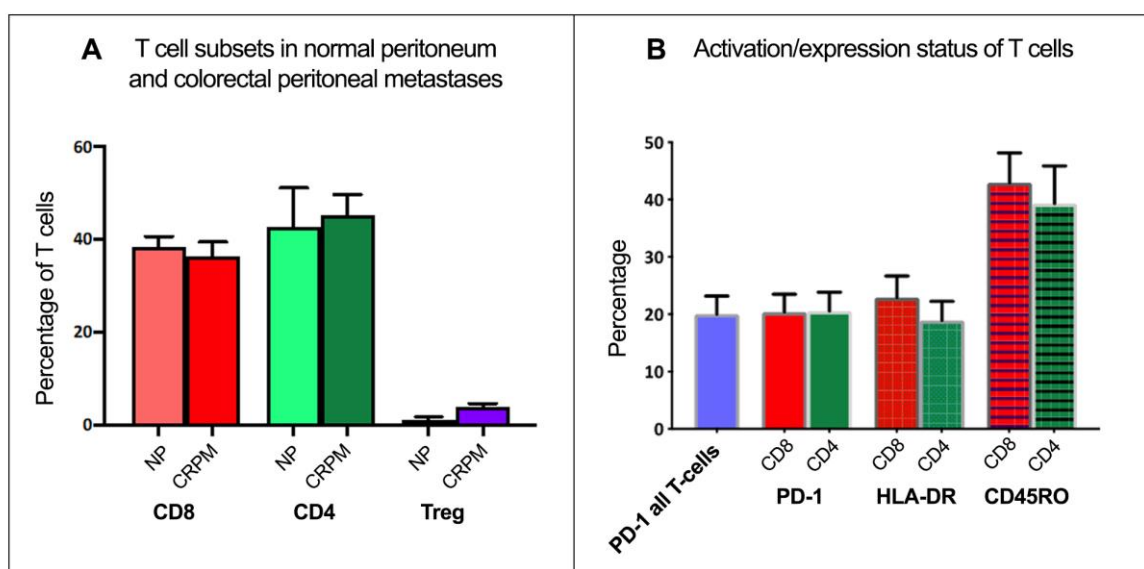 A T cell subsets in normal peritoneum
and colorectal peritoneal metastases
Percentage of T cells
60
40
20
0
NP
CRPM
NP
CRPM
NP
CRPM
CD8
CD4
Treg
B Activation/expression status of T cells
Percentage
50
40
30
20
10
0
PD-1 all T-cells
CD8
CD4
CD8
CD4
CD8
CD4
PD-1
HLA-DR
CD45RO